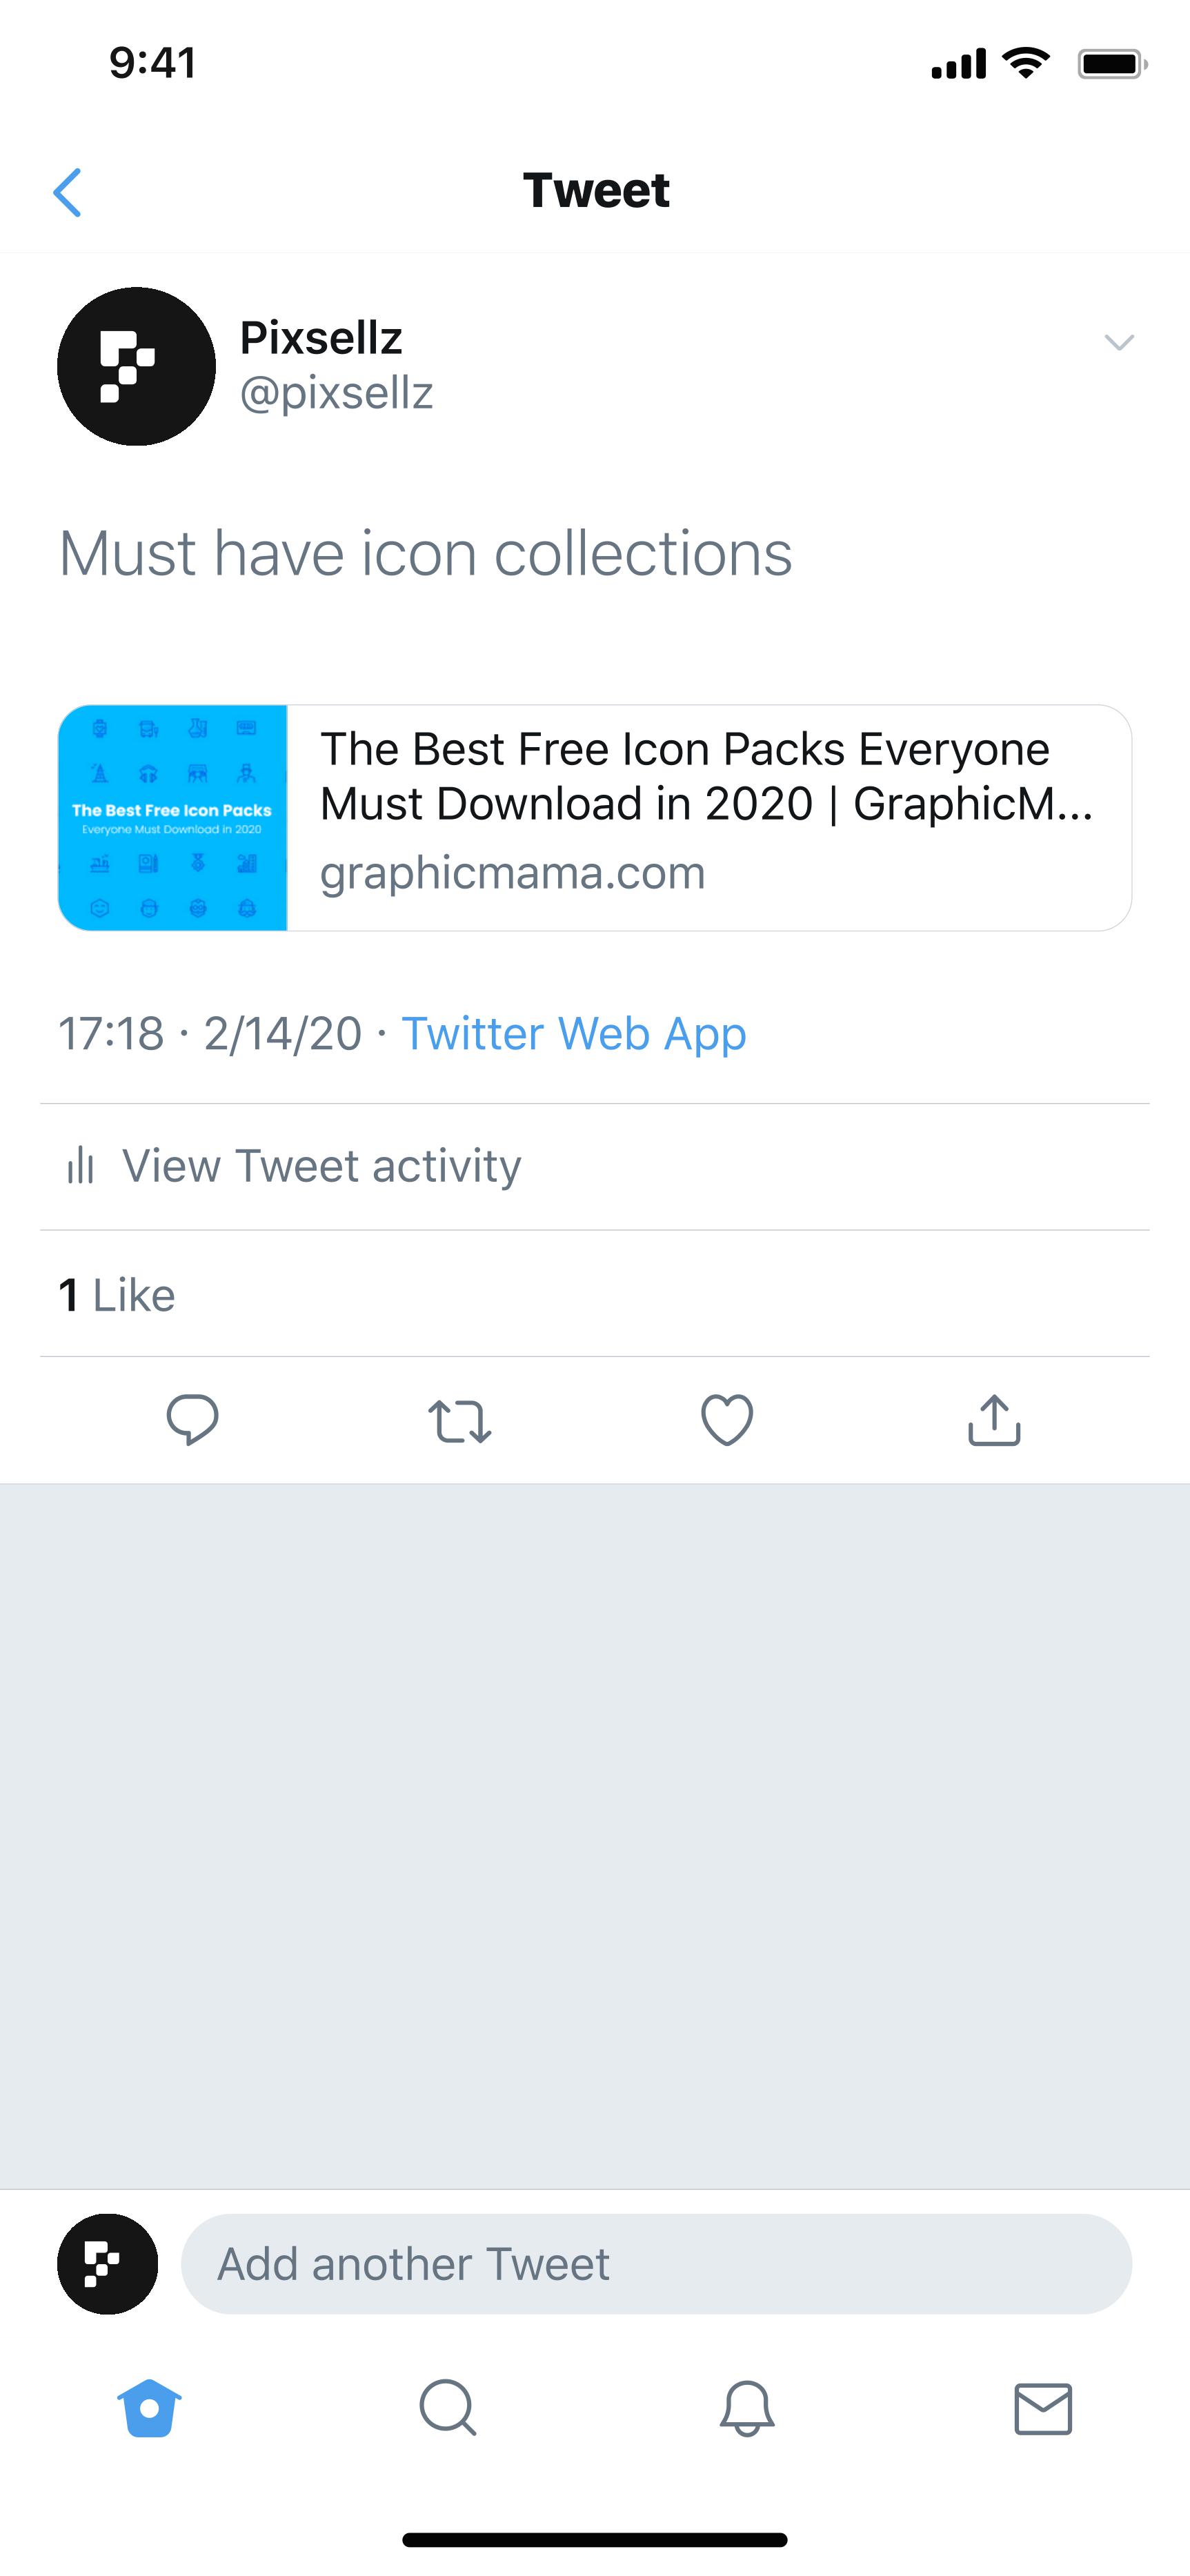 9:41
Tweet
Pixsellz
@pixsellz
Must have icon collections
The Best Free Icon Packs
Everyone Must Download in 2020
The Best Free Icon Packs Everyone
Must Download in 2020 | GraphicM...
graphicmama.com
17:18 · 2/14/20 · Twitter Web App
View Tweet activity
1 Like
Add another Tweet